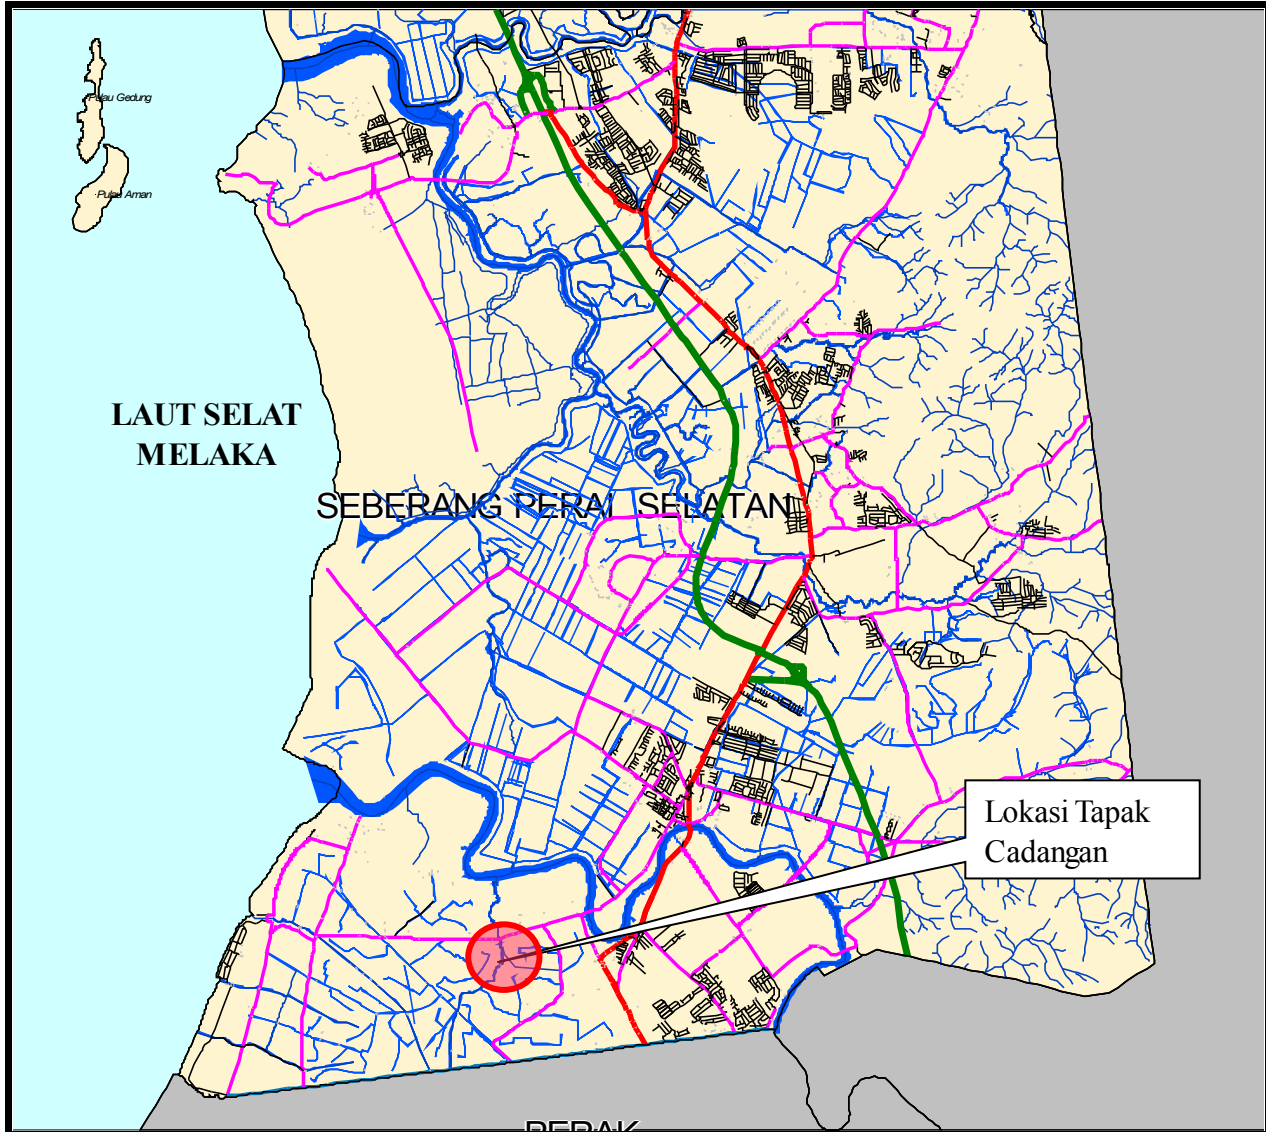 Pulau Gedung
Pulau Aman
LAUT SELAT
MELAKA
SEBERANG PERAI SELATAN
Lokasi Tapak
Cadangan
PERAK